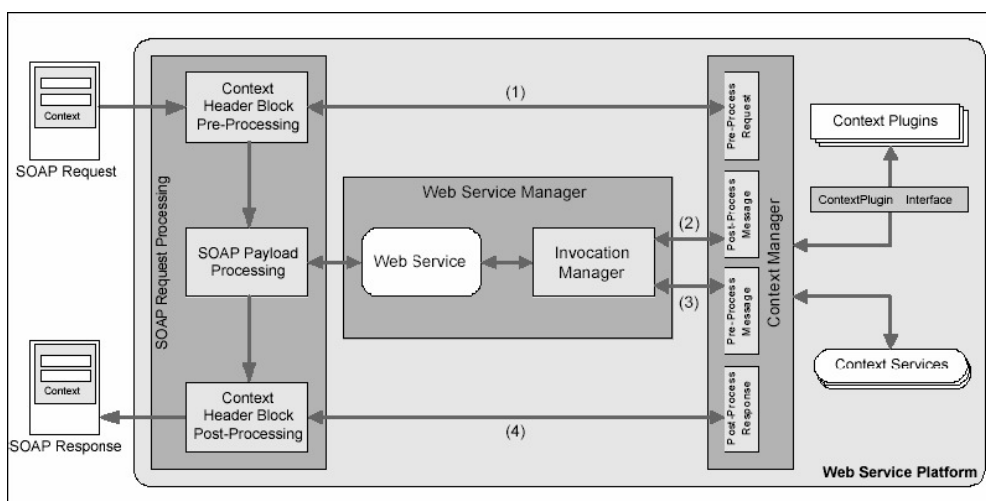 Context
SOAP Request
SOAP Request Processing
Context
Header Block
Pre-Processing
(1)
SOAP Payload
Processing
Web Service Manager
Web Service
Invocation
Manager
(2)
(3)
Context
Header Block
Post-Processing
(4)
Context
SOAP Response
Pre-Process
Request
Post-Process
Message
Pre-Process
Message
Post-Process
Response
Context Manager
Context Plugins
ContextPlugin Interface
Context Services
Web Service Platform